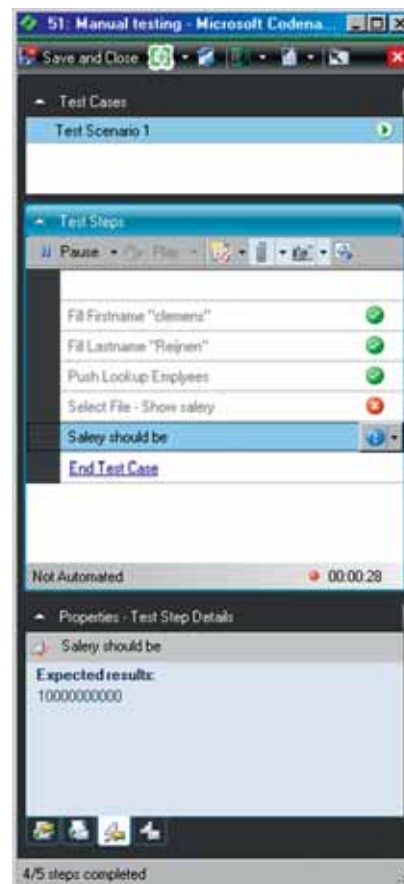 51: Manual testing - Microsoft Codena...
Save and Close
Test Cases
Test Scenario 1
Test Steps
Pause Play
Fill Firstname "clemens"
Fill Lastname "Reijnen"
Push Lookup Emplyees
Select File - Show salery
Salery should be
End Test Case
Not Automated 00:00:28
Properties - Test Step Details
Salery should be
Expected results:
10000000000
4/5 steps completed